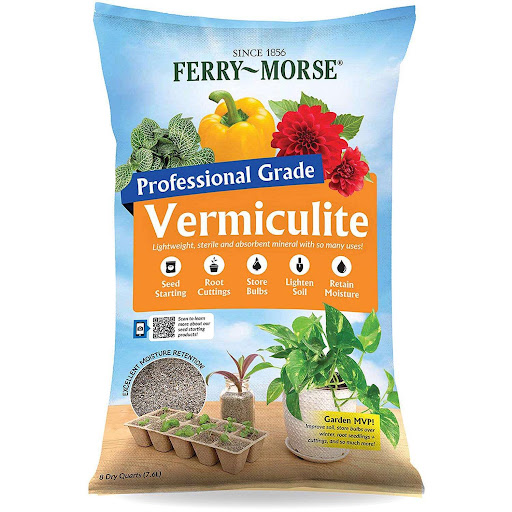 SINCE 1856
FERRY~MORSE®
Professional Grade
Vermiculite
Lightweight, sterile and absorbent mineral with so many uses!
Seed
Starting
Root
Cuttings
Store
Bulbs
Lighten
Soil
Retain
Moisture
Scan to learn
more about our
seed starting
products!
EXCELLENT MOISTURE RETENTION
Garden MVP!
Improve soil, store bulbs over
winter, root seedlings +
cuttings, and so much more!
8 Dry Quarts (7.6L)